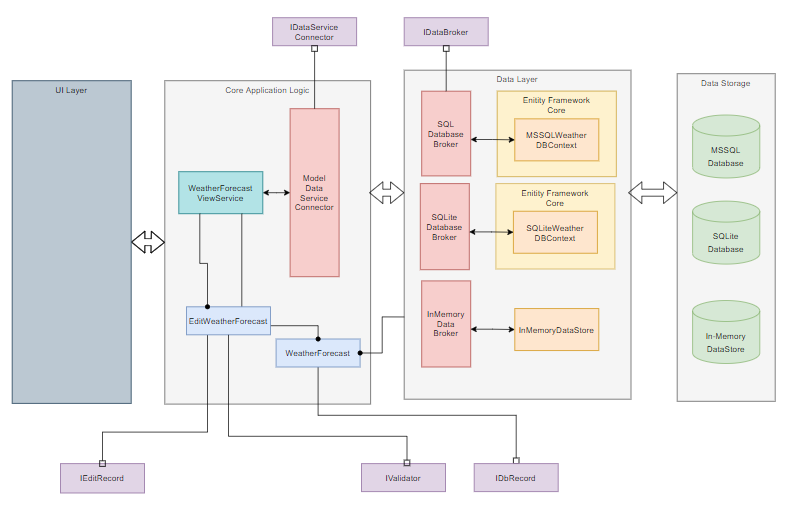 IDataService
Connector
IDataBroker
UI Layer
Core Application Logic
Data Layer
Data Storage
WeatherForecast
ViewService
Model
Data
Service
Connector
EditWeatherForecast
WeatherForecast
SQL
Database
Broker
Enitity Framework
Core
MSSQLWeather
DBContext
SQLite
Database
Broker
Enitity Framework
Core
SQLiteWeather
DBContext
InMemory
Data
Broker
InMemoryDataStore
MSSQL
Database
SQLite
Database
In-Memory
DataStore
IEditRecord
IValidator
IDbRecord